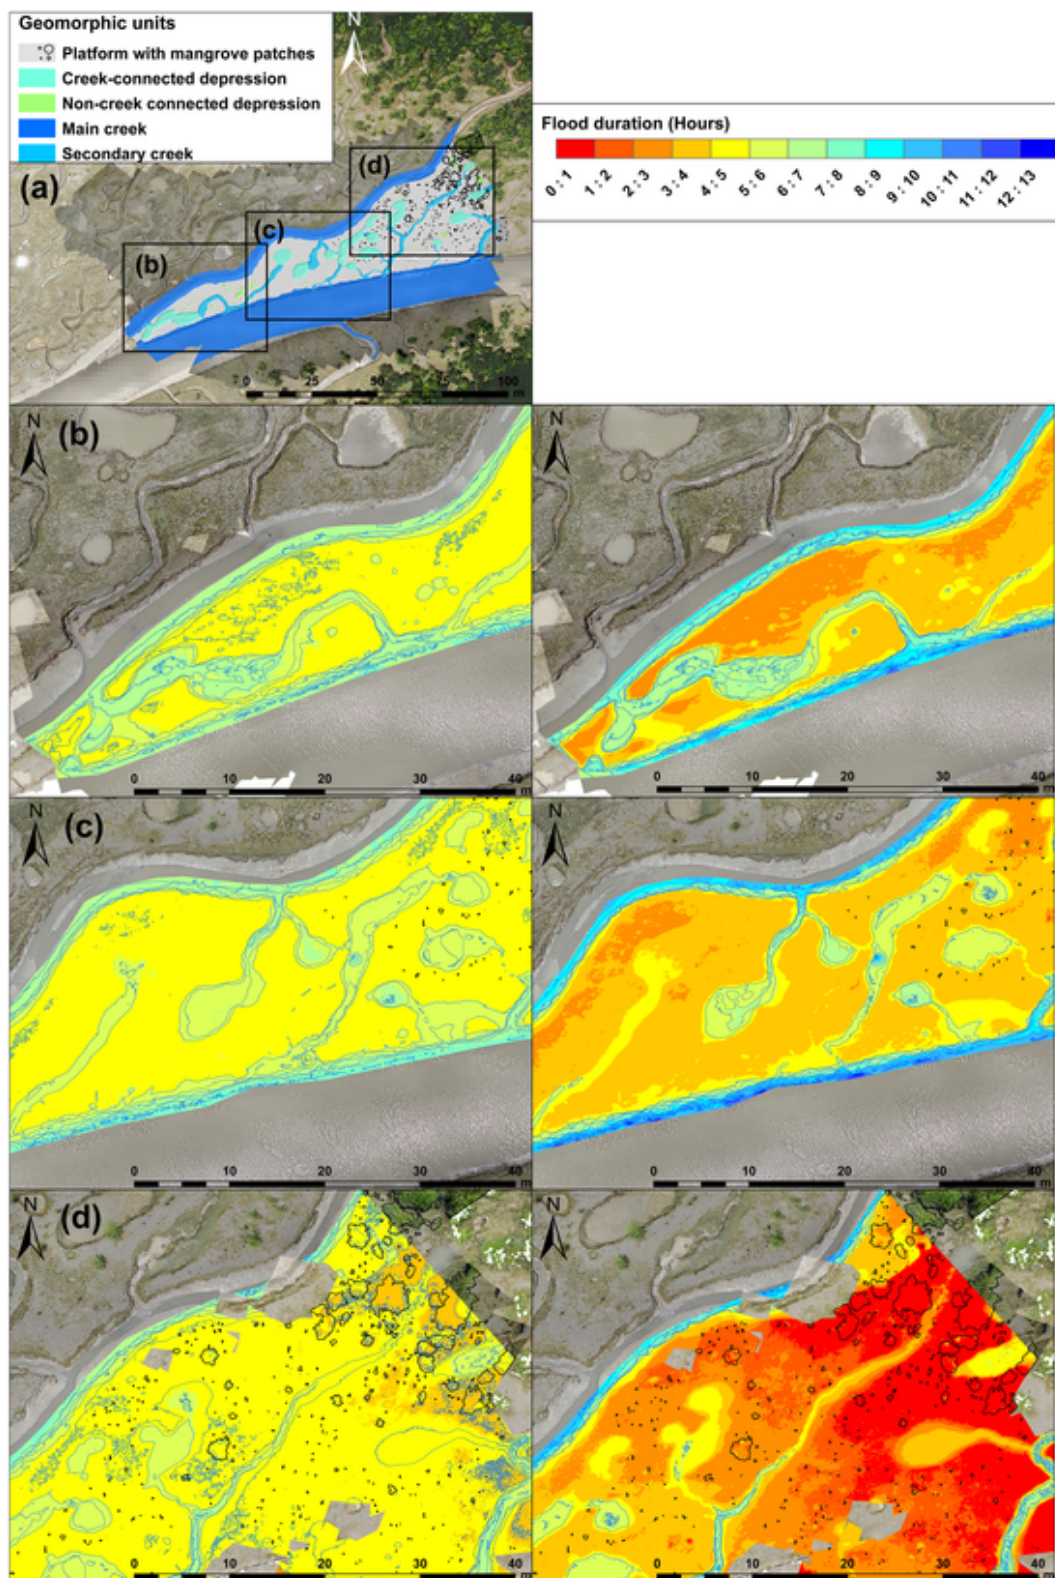 Geomorphic units
Platform with mangrove patches
Creek-connected depression
Non-creek connected depression
Main creek
Secondary creek
N
(a)
(b)
(c)
(d)
0 25 50 75 100
m
Flood duration (Hours)
0 : 1
1 : 2
2 : 3
3 : 4
4 : 5
5 : 6
6 : 7
7 : 8
8 : 9
9 : 10
10 : 11
11 : 12
12 : 13
N
(b)
0 10 20 30 40
m
N
0 10 20 30 40
m
N
(c)
0 10 20 30 40
m
N
0 10 20 30 40
m
N
(d)
0 10 20 30 40
m
N
0 10 20 30 40
m